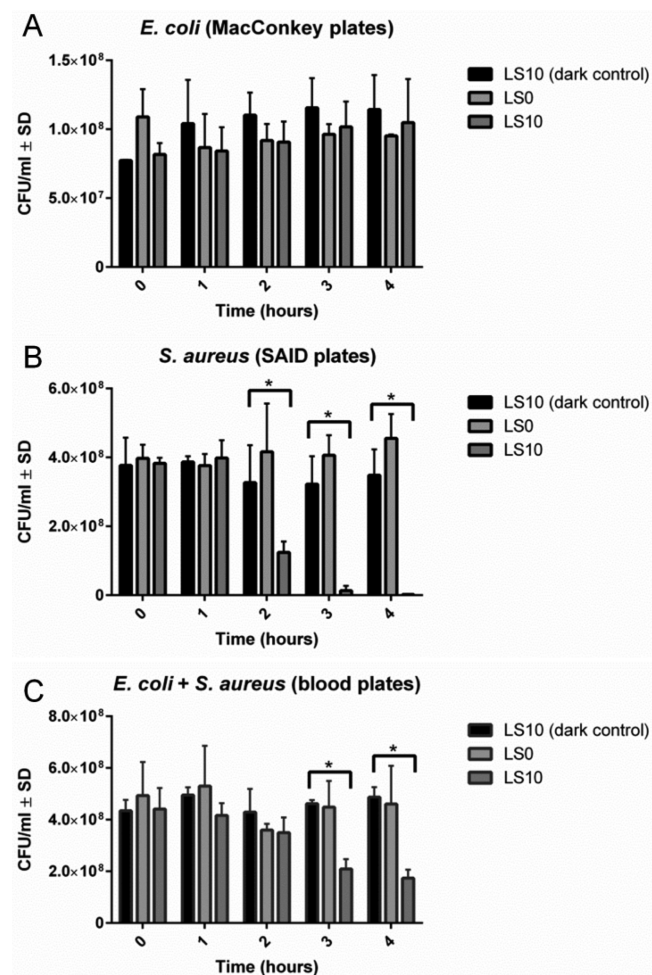 A
E. coli (MacConkey plates)
1.5×10⁸
1.0×10⁸
5.0×10⁷
0
CFU/ml ± SD
0 1 2 3 4
Time (hours)
LS10 (dark control)
LS0
LS10
B
S. aureus (SAID plates)
6.0×10⁸
4.0×10⁸
2.0×10⁸
0
CFU/ml ± SD
* * *
0 1 2 3 4
Time (hours)
LS10 (dark control)
LS0
LS10
C
E. coli + S. aureus (blood plates)
8.0×10⁸
6.0×10⁸
4.0×10⁸
2.0×10⁸
0
CFU/ml ± SD
* *
0 1 2 3 4
Time (hours)
LS10 (dark control)
LS0
LS10